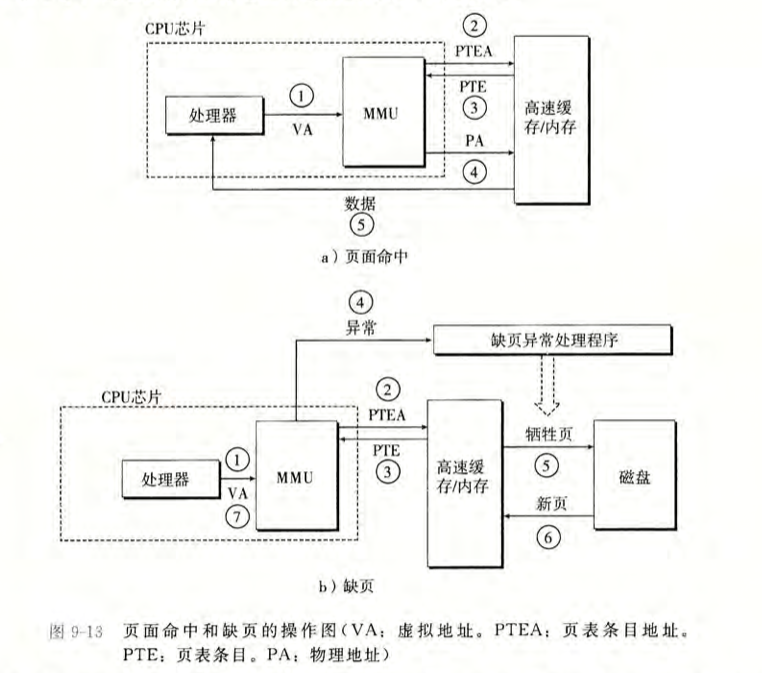 CPU芯片
②
PTEA
处理器
①
VA
MMU
PTE
③
高速缓存/内存
PA
④
数据
⑤
a）页面命中
④
异常
缺页异常处理程序
CPU芯片
②
PTEA
处理器
①
VA
⑦
MMU
PTE
③
高速缓存/内存
牺牲页
⑤
新页
⑥
磁盘
b）缺页
图 9-13 页面命中和缺页的操作图（VA：虚拟地址。PTEA：页表条目地址。
PTE：页表条目。PA：物理地址）